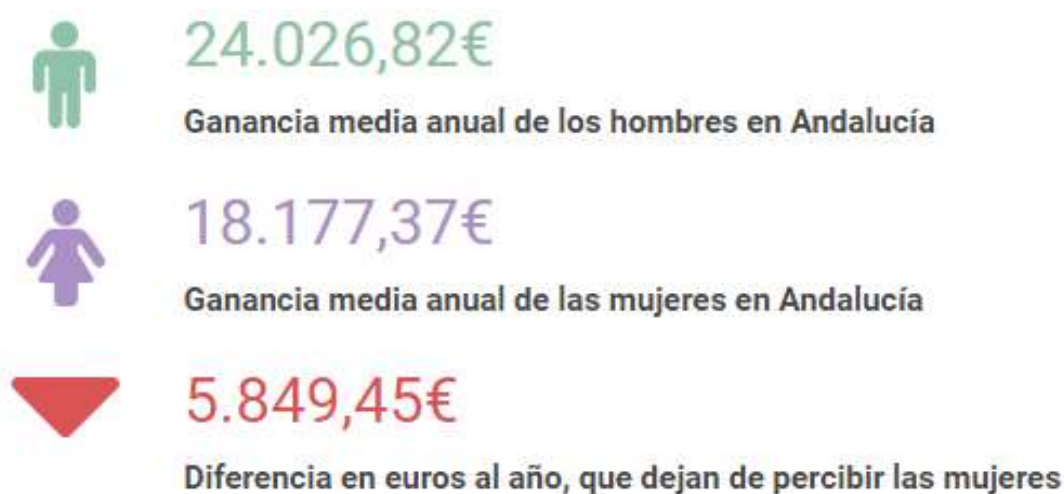 24.026,82€
Ganancia media anual de los hombres en Andalucía
18.177,37€
Ganancia media anual de las mujeres en Andalucía
5.849,45€
Diferencia en euros al año, que dejan de percibir las mujeres